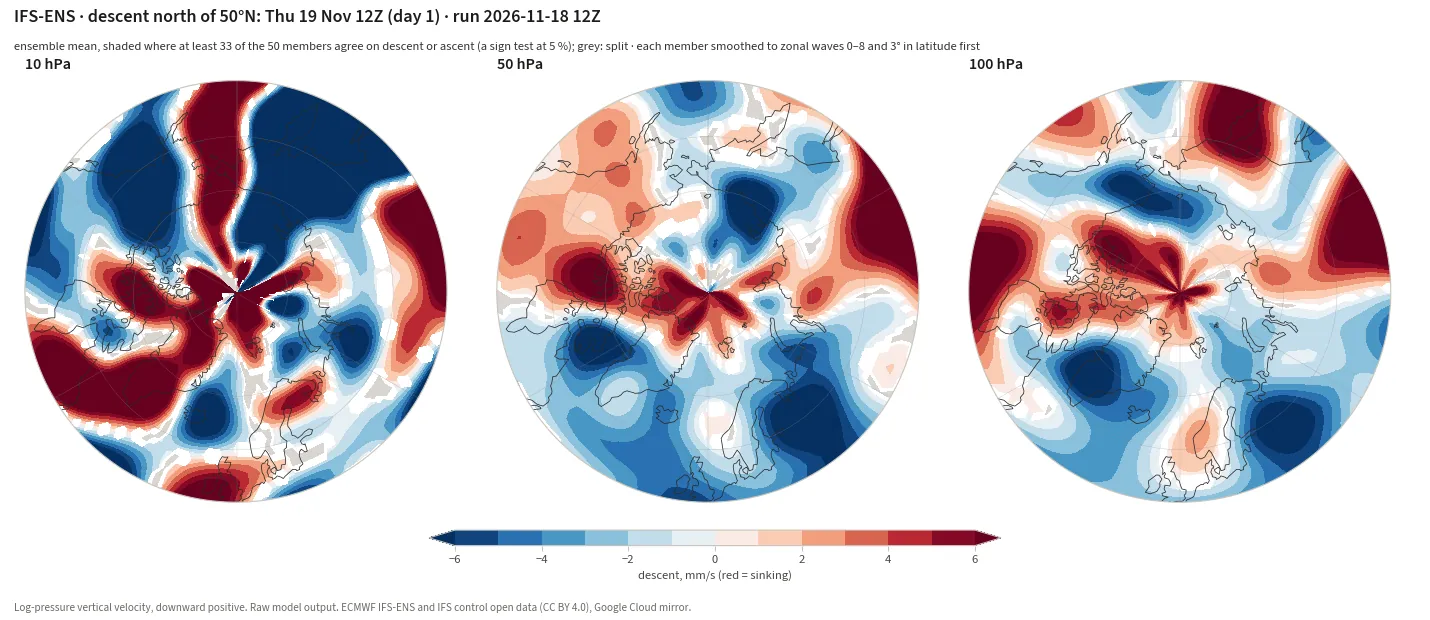 IFS-ENS · descent north of 50°N: Thu 19 Nov 12Z (day 1) · run 2026-11-18 12Z
ensemble mean, shaded where at least 33 of the 50 members agree on descent or ascent (a sign test at 5 %); grey: split · each member smoothed to zonal waves 0–8 and 3° in latitude first
10 hPa
50 hPa
100 hPa
−6 −4 −2 0 2 4 6
descent, mm/s (red = sinking)
Log-pressure vertical velocity, downward positive. Raw model output. ECMWF IFS-ENS and IFS control open data (CC BY 4.0), Google Cloud mirror.